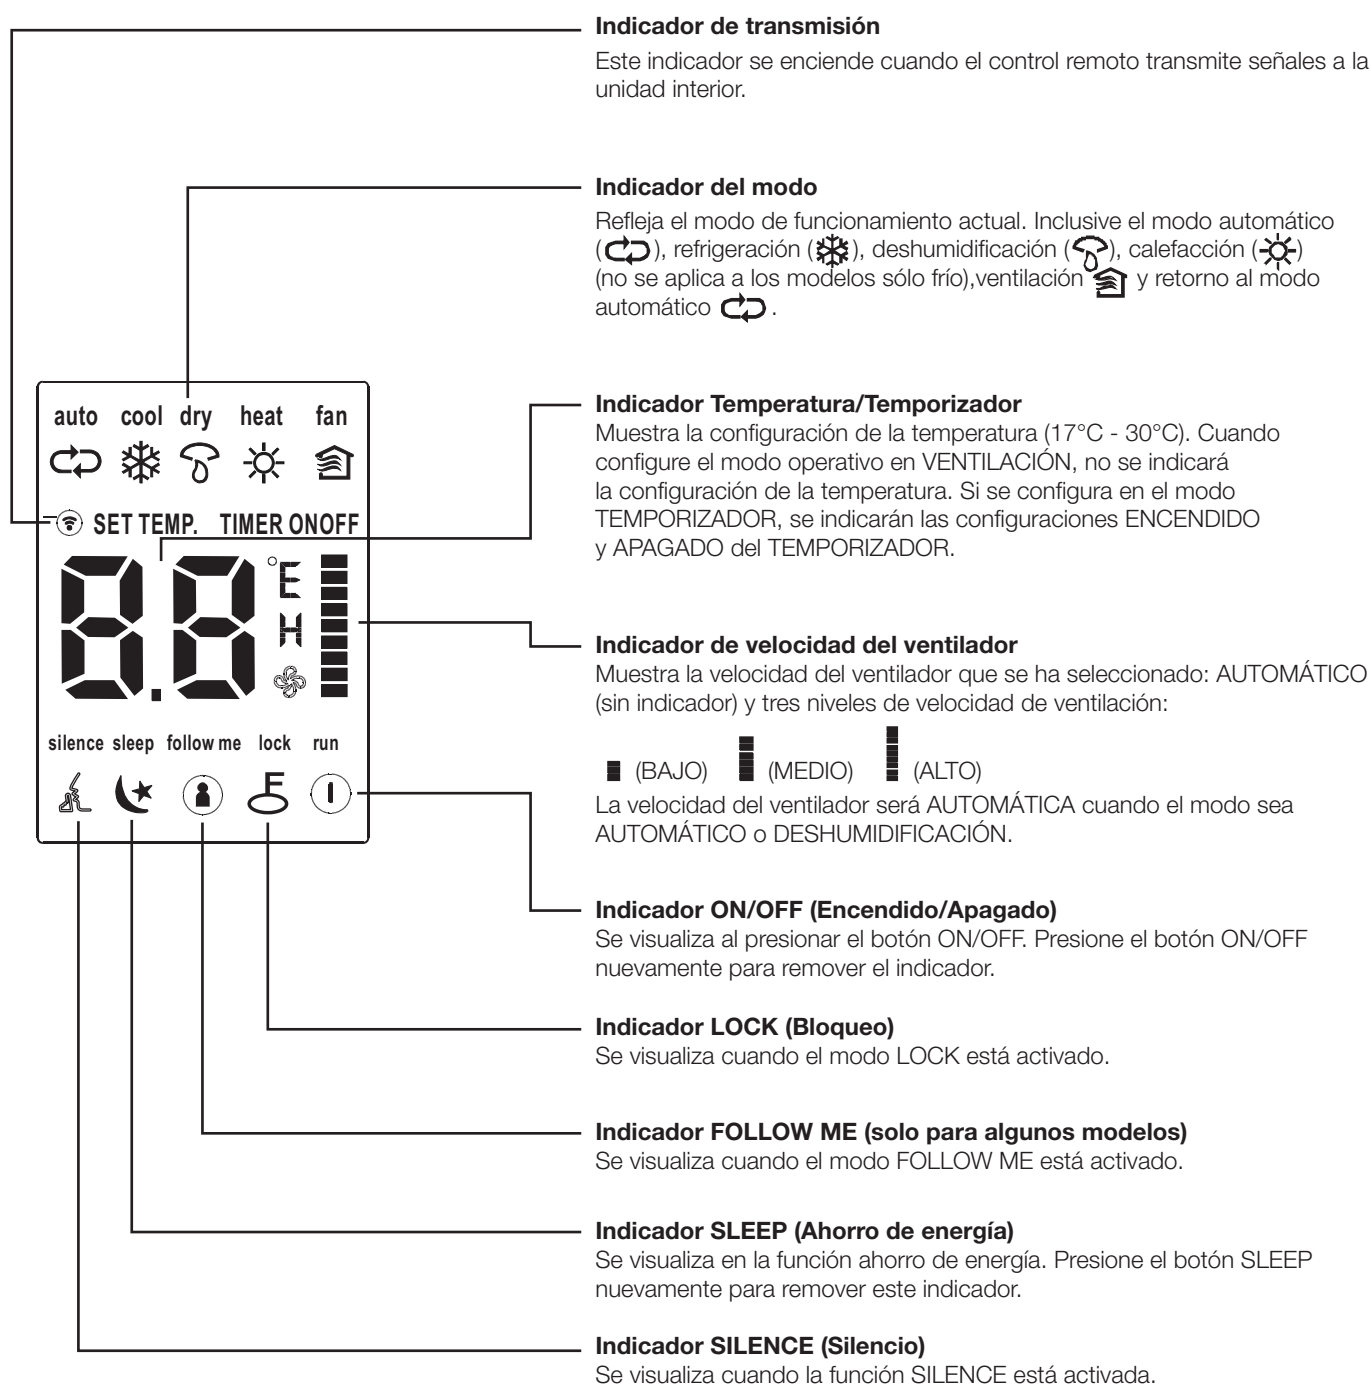 Indicador de transmisión
Este indicador se enciende cuando el control remoto transmite señales a la
unidad interior.
Indicador del modo
Refleja el modo de funcionamiento actual. Inclusive el modo automático
( ), refrigeración ( ), deshumidificación ( ), calefacción ( )
(no se aplica a los modelos sólo frío),ventilación y retorno al modo
automático .
auto cool dry heat fan
SET TEMP. TIMER ONOFF
8.8 °E
H
silence sleep follow me lock run
Indicador Temperatura/Temporizador
Muestra la configuración de la temperatura (17°C - 30°C). Cuando
configure el modo operativo en VENTILACIÓN, no se indicará
la configuración de la temperatura. Si se configura en el modo
TEMPORIZADOR, se indicarán las configuraciones ENCENDIDO
y APAGADO del TEMPORIZADOR.
Indicador de velocidad del ventilador
Muestra la velocidad del ventilador que se ha seleccionado: AUTOMÁTICO
(sin indicador) y tres niveles de velocidad de ventilación:
(BAJO) (MEDIO) (ALTO)
La velocidad del ventilador será AUTOMÁTICA cuando el modo sea
AUTOMÁTICO o DESHUMIDIFICACIÓN.
Indicador ON/OFF (Encendido/Apagado)
Se visualiza al presionar el botón ON/OFF. Presione el botón ON/OFF
nuevamente para remover el indicador.
Indicador LOCK (Bloqueo)
Se visualiza cuando el modo LOCK está activado.
Indicador FOLLOW ME (solo para algunos modelos)
Se visualiza cuando el modo FOLLOW ME está activado.
Indicador SLEEP (Ahorro de energía)
Se visualiza en la función ahorro de energía. Presione el botón SLEEP
nuevamente para remover este indicador.
Indicador SILENCE (Silencio)
Se visualiza cuando la función SILENCE está activada.